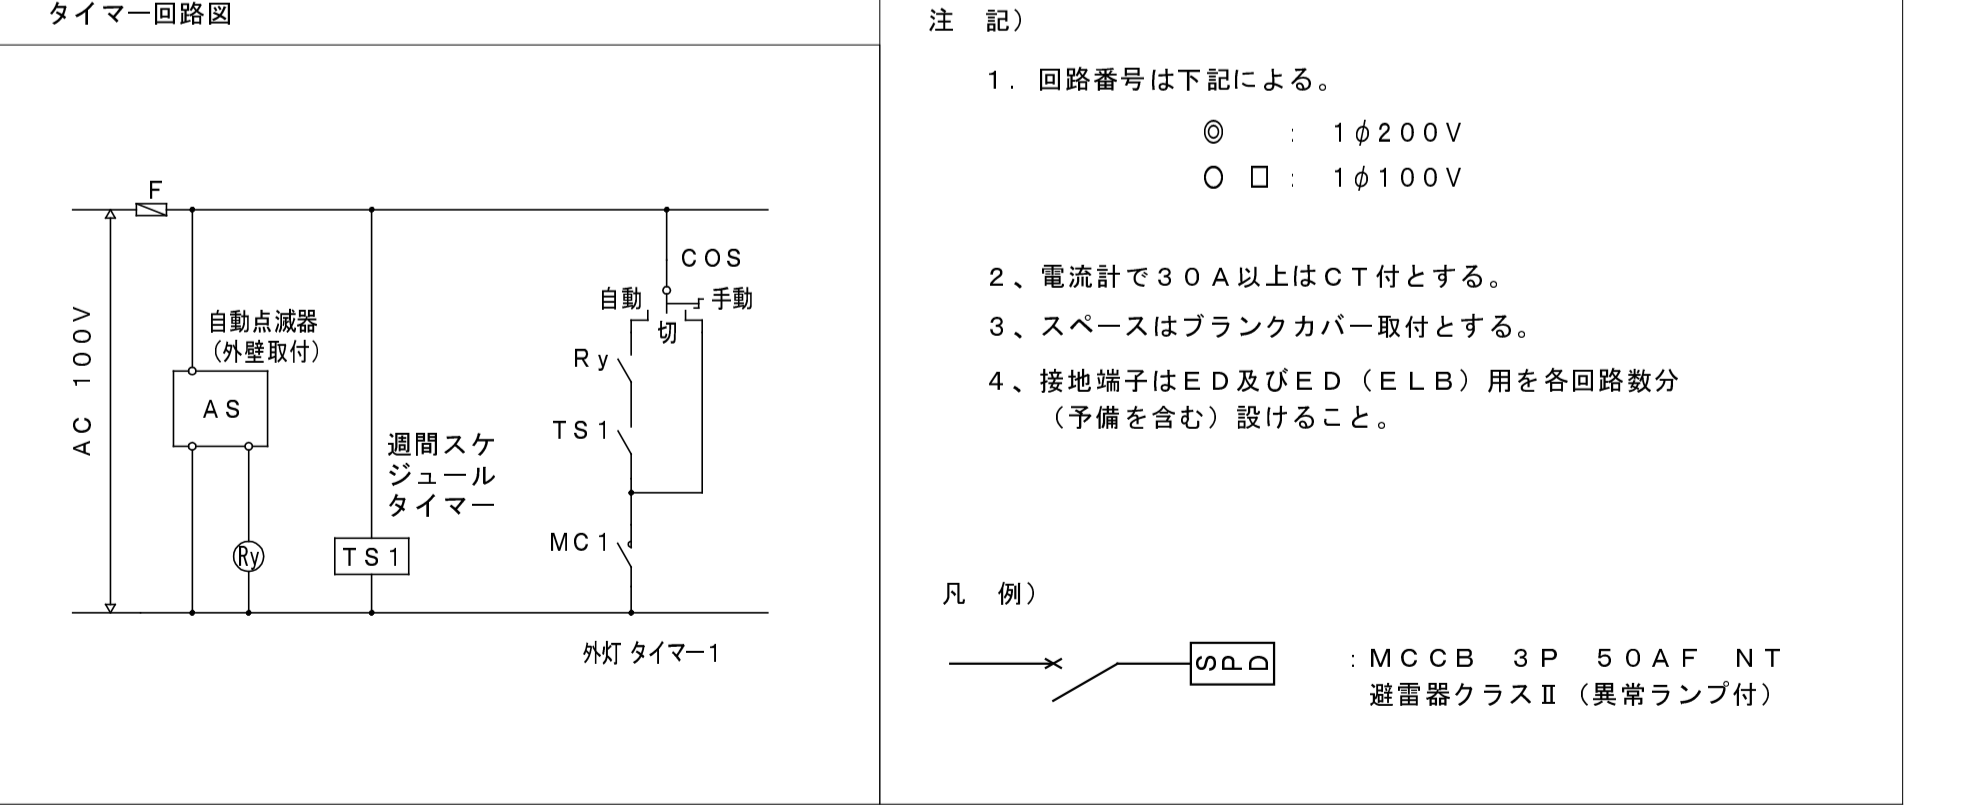 タイマー回路図
F
AC 100V
自動点滅器
（外壁取付）
AS
Ry
週間スケ
ジュール
タイマー
TS1
COS
自動
手動
切
Ry
TS1
MC1
外灯 タイマー1
注　記）
1．回路番号は下記による。
◎　：　1φ200V
○ □：　1φ100V
2、電流計で30A以上はCT付とする。
3、スペースはブランクカバー取付とする。
4、接地端子はED及びED（ELB）用を各回路数分
（予備を含む）設けること。
凡　例）
SPD
：MCCB　3P　50AF　NT
避雷器クラスⅡ（異常ランプ付）